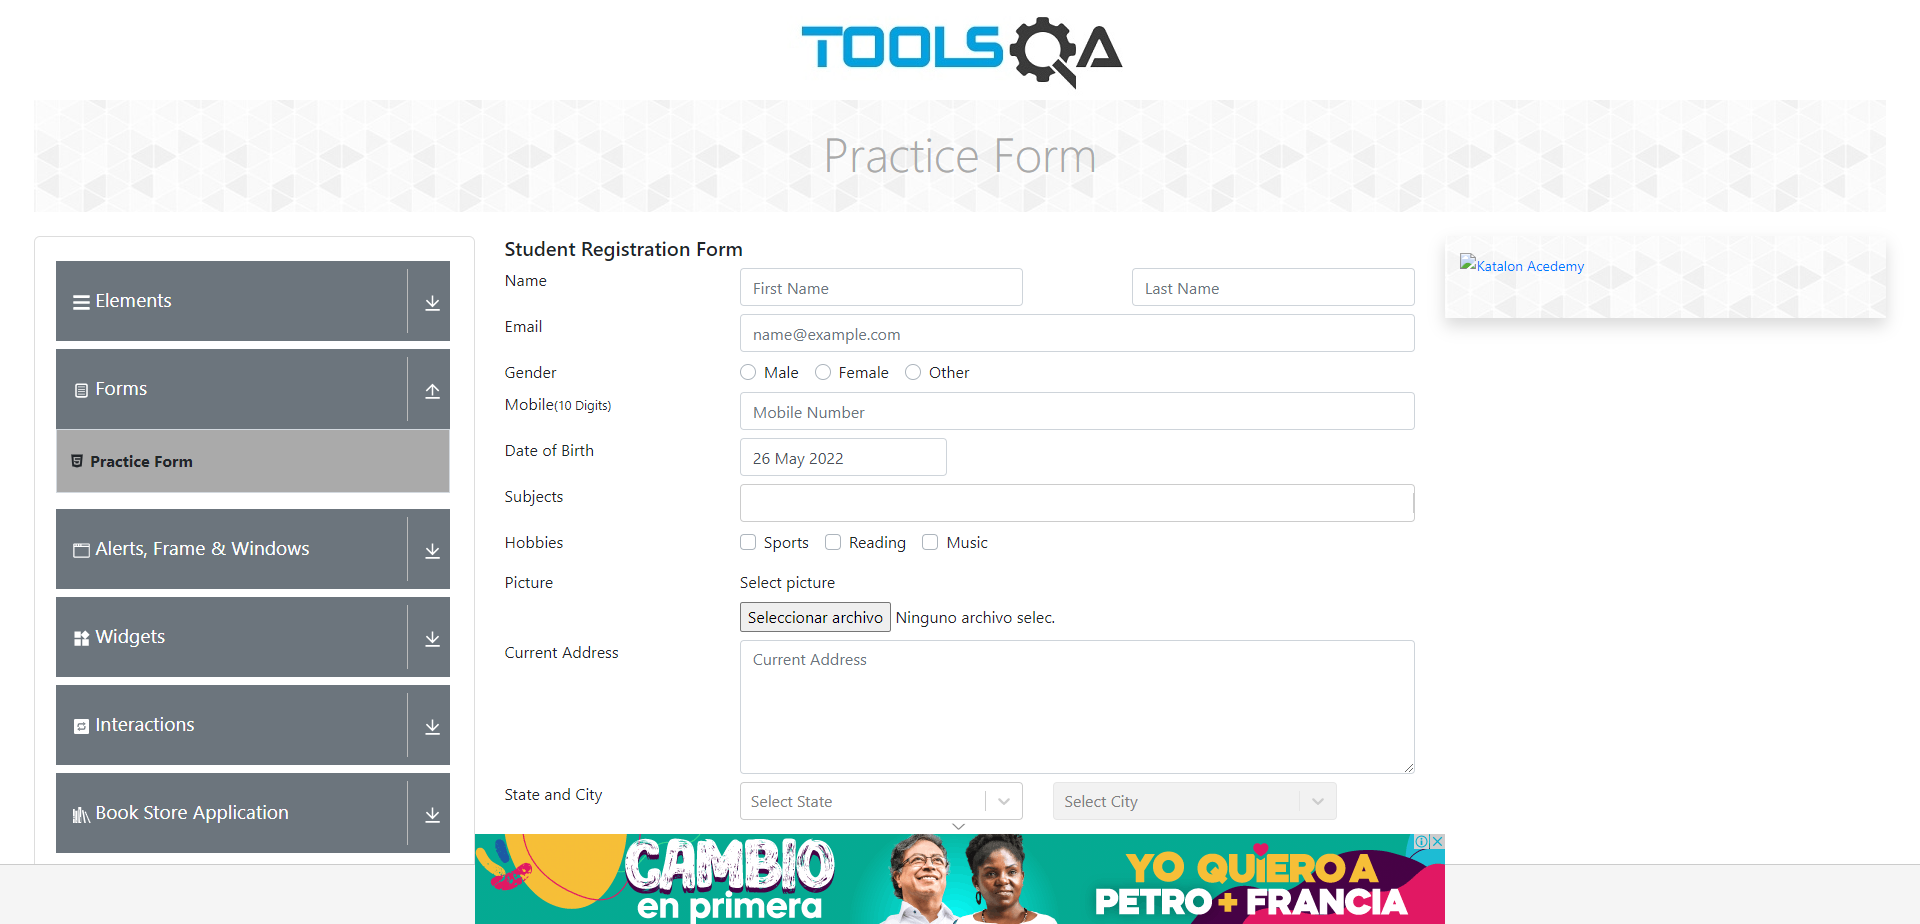 TOOLSQA
Practice Form
Elements
Forms
Practice Form
Alerts, Frame & Windows
Widgets
Interactions
Book Store Application
Student Registration Form
Name
First Name
Last Name
Email
name@example.com
Gender
Male
Female
Other
Mobile(10 Digits)
Mobile Number
Date of Birth
26 May 2022
Subjects
Hobbies
Sports
Reading
Music
Picture
Select picture
Seleccionar archivo Ninguno archivo selec.
Current Address
Current Address
State and City
Select State
Select City
Katalon Acedemy
CAMBIO
en primera
YO QUIERO A
PETRO + FRANCIA